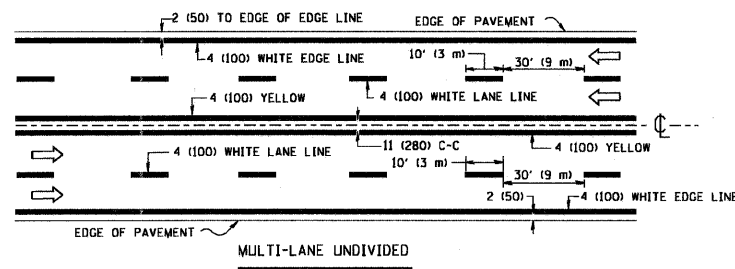 2 (50) TO EDGE OF EDGE LINE
EDGE OF PAVEMENT
4 (100) WHITE EDGE LINE
10' (3 m)
30' (9 m)
4 (100) YELLOW
4 (100) WHITE LANE LINE
℄
4 (100) WHITE LANE LINE
11 (280) C-C
4 (100) YELLOW
10' (3 m)
30' (9 m)
2 (50)
4 (100) WHITE EDGE LINE
EDGE OF PAVEMENT
MULTI-LANE UNDIVIDED